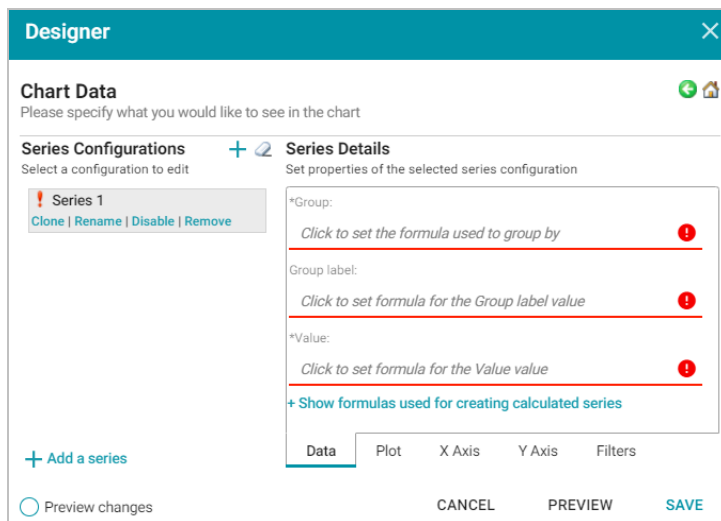 Designer
Chart Data
Please specify what you would like to see in the chart
Series Configurations
Select a configuration to edit
Series 1
Clone | Rename | Disable | Remove
+ Add a series
Series Details
Set properties of the selected series configuration
*Group:
Click to set the formula used to group by
Group label:
Click to set formula for the Group label value
*Value:
Click to set formula for the Value value
+ Show formulas used for creating calculated series
Data Plot X Axis Y Axis Filters
Preview changes
CANCEL PREVIEW SAVE